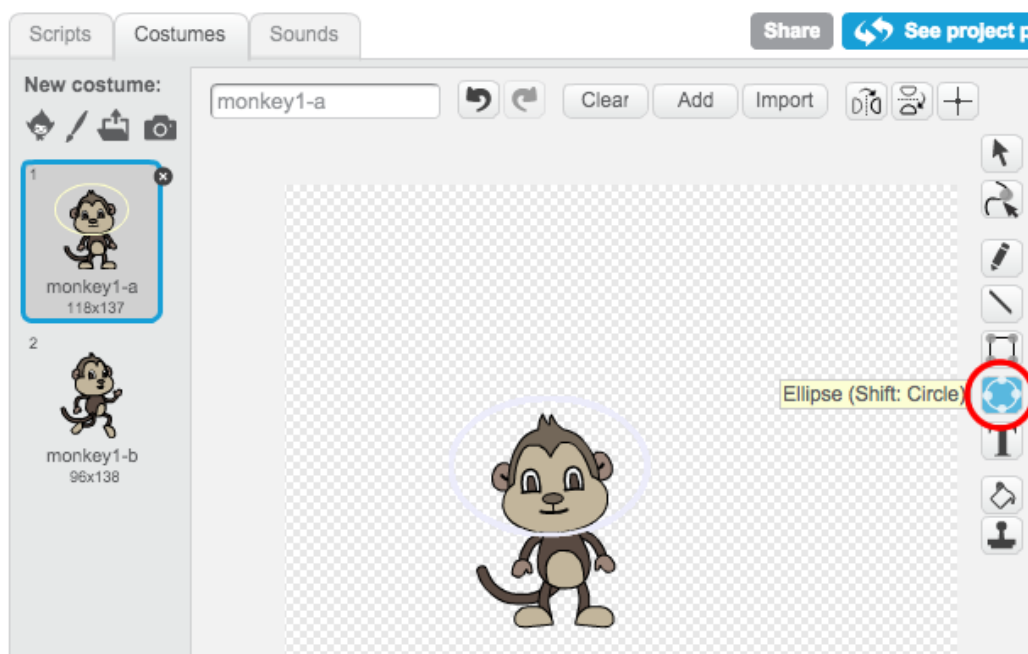 Scripts Costumes Sounds Share See project p
New costume:
monkey1-a Clear Add Import
1
monkey1-a
118x137
2
Ellipse (Shift: Circle)
T
monkey1-b
96x138